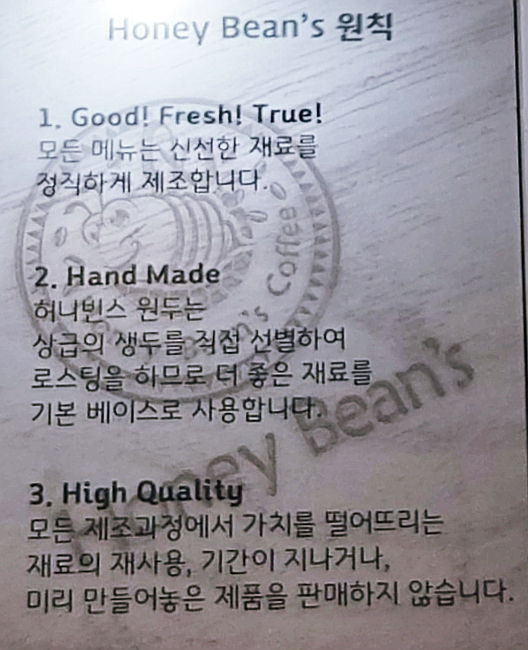 Honey Bean's 원칙
1. Good! Fresh! True!
모든 메뉴는 신선한 재료를
정직하게 제조합니다.
2. Hand Made
허니빈스 원두는
상급의 생두를 직접 선별하여
로스팅을 하므로 더 좋은 재료를
기본 베이스로 사용합니다.
3. High Quality
모든 제조과정에서 가치를 떨어뜨리는
재료의 재사용, 기간이 지나거나,
미리 만들어놓은 제품을 판매하지 않습니다.
Bean's Coffee
Honey Bean's